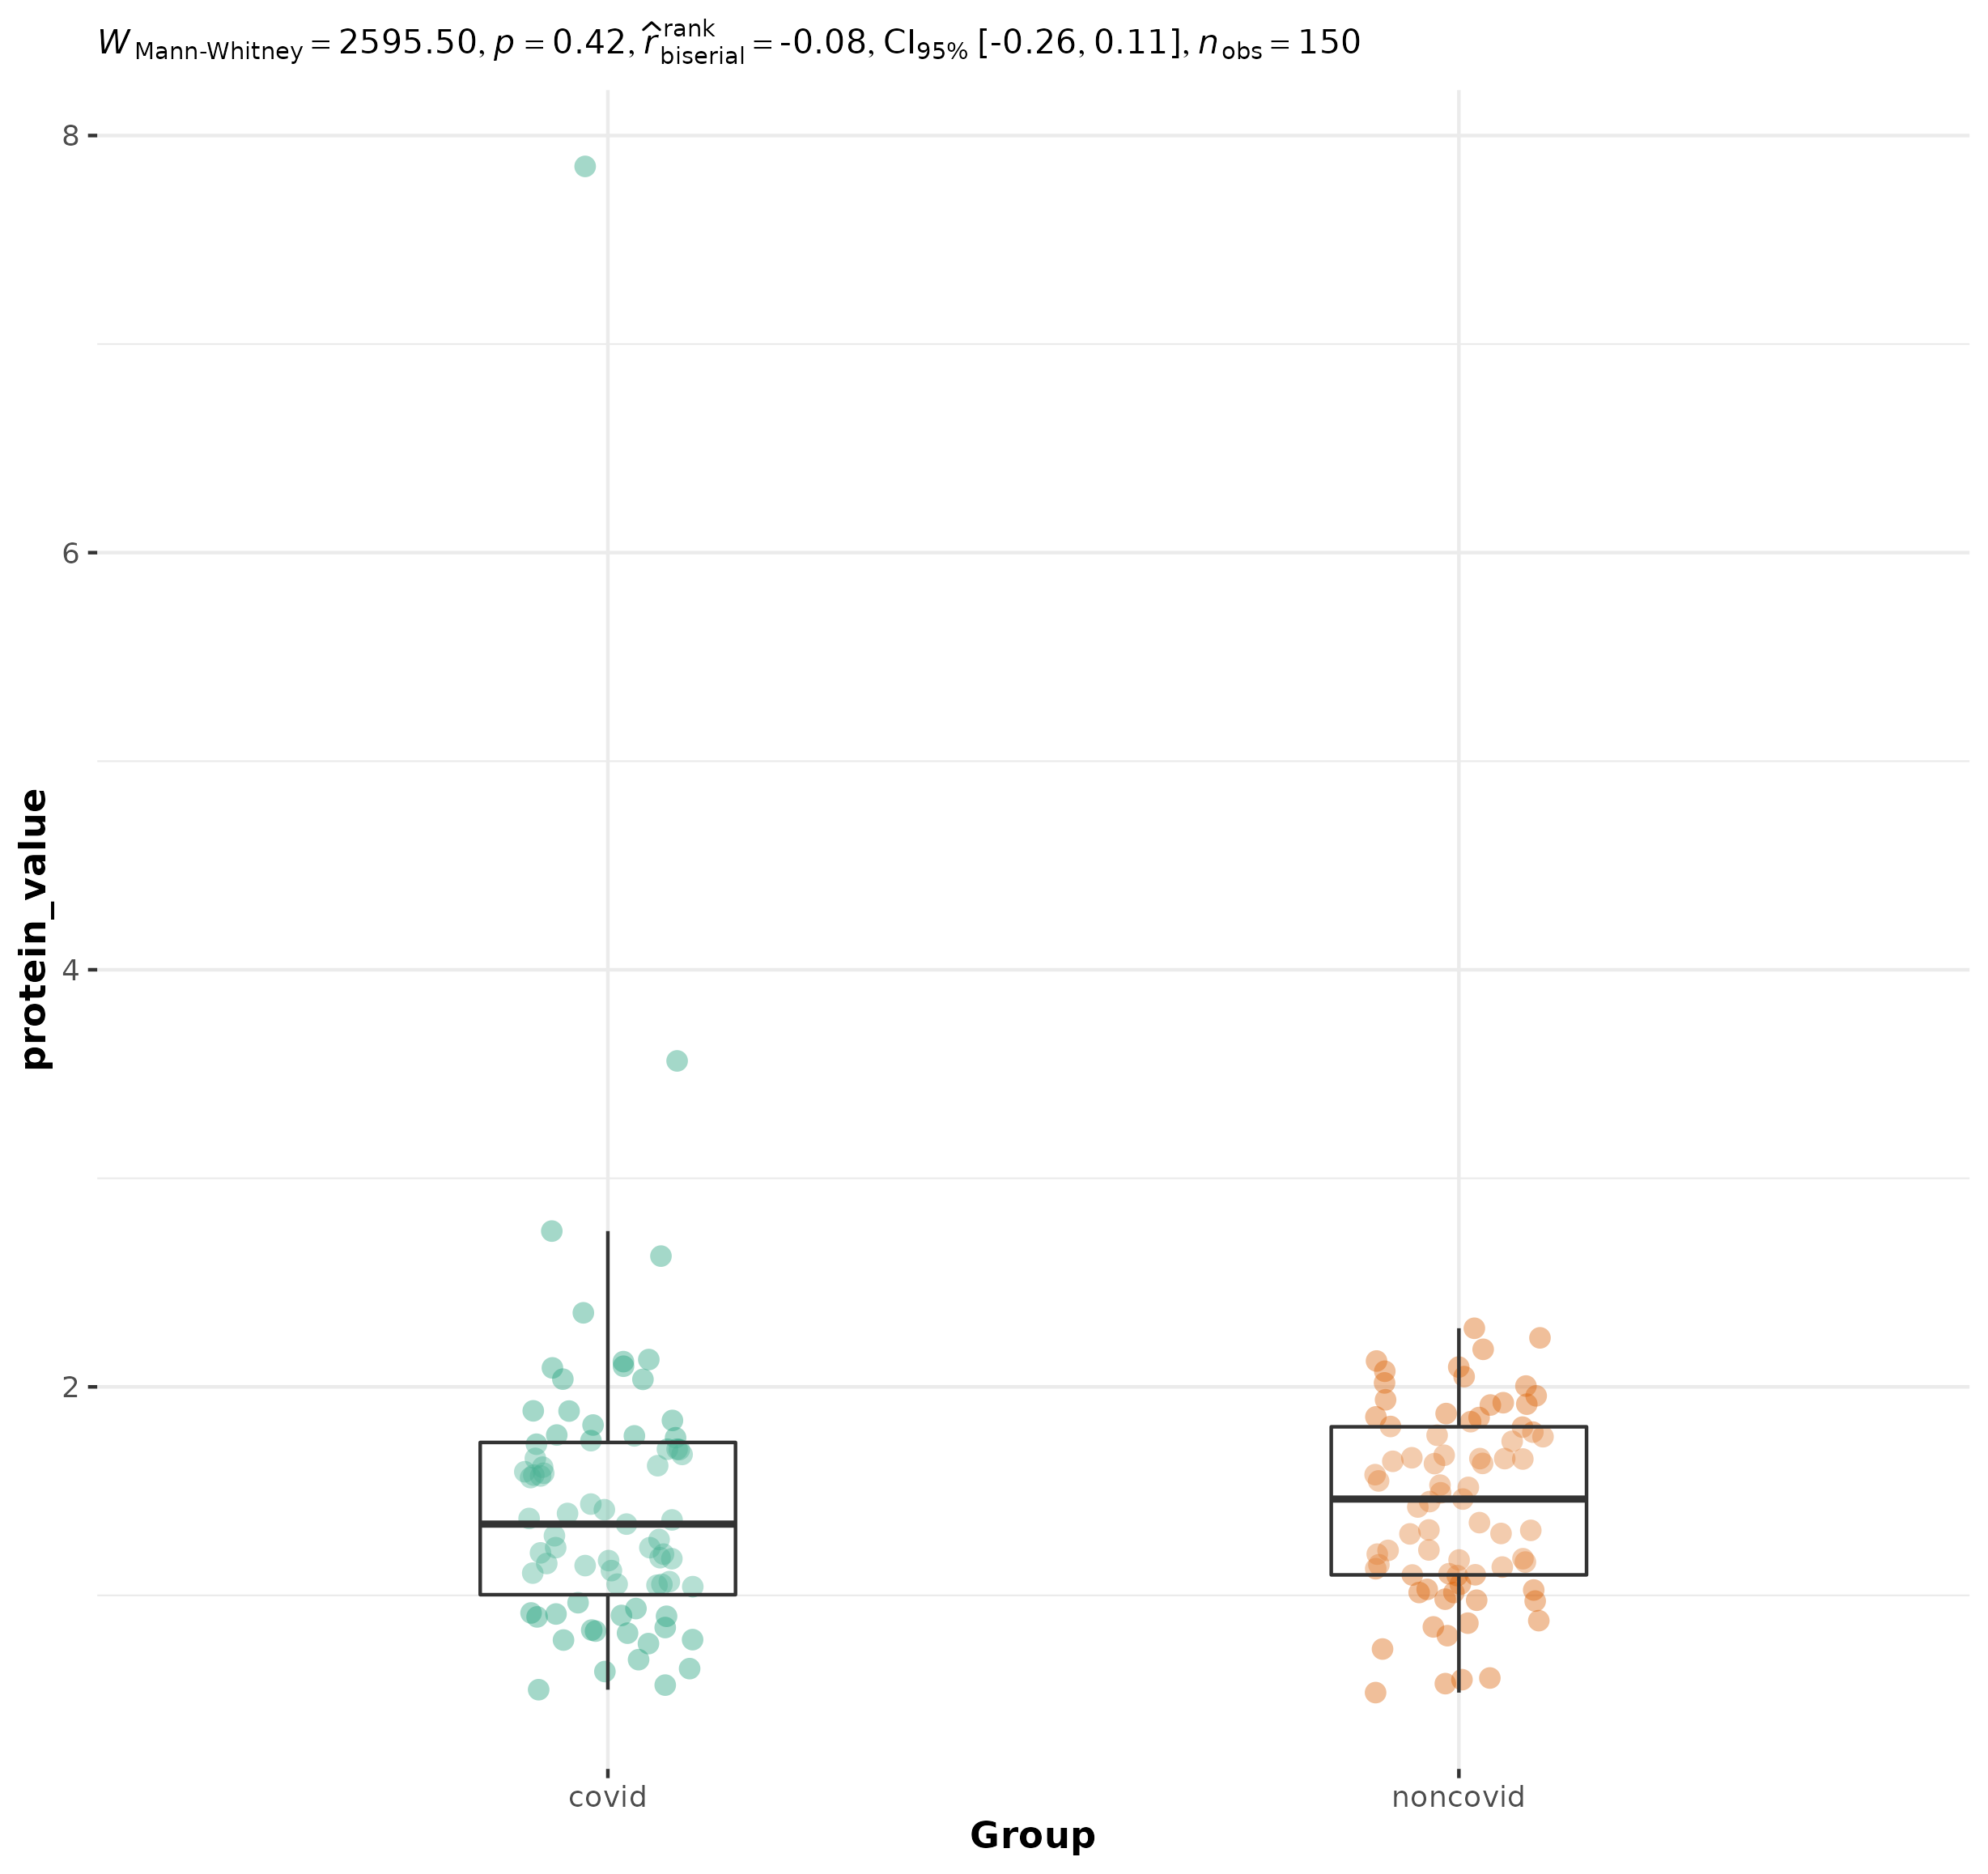 W Mann-Whitney = 2595.50, p = 0.42, r̂ rank biserial = -0.08, CI95% [-0.26, 0.11], nobs = 150
8
6
4
2
protein_value
covid noncovid
Group